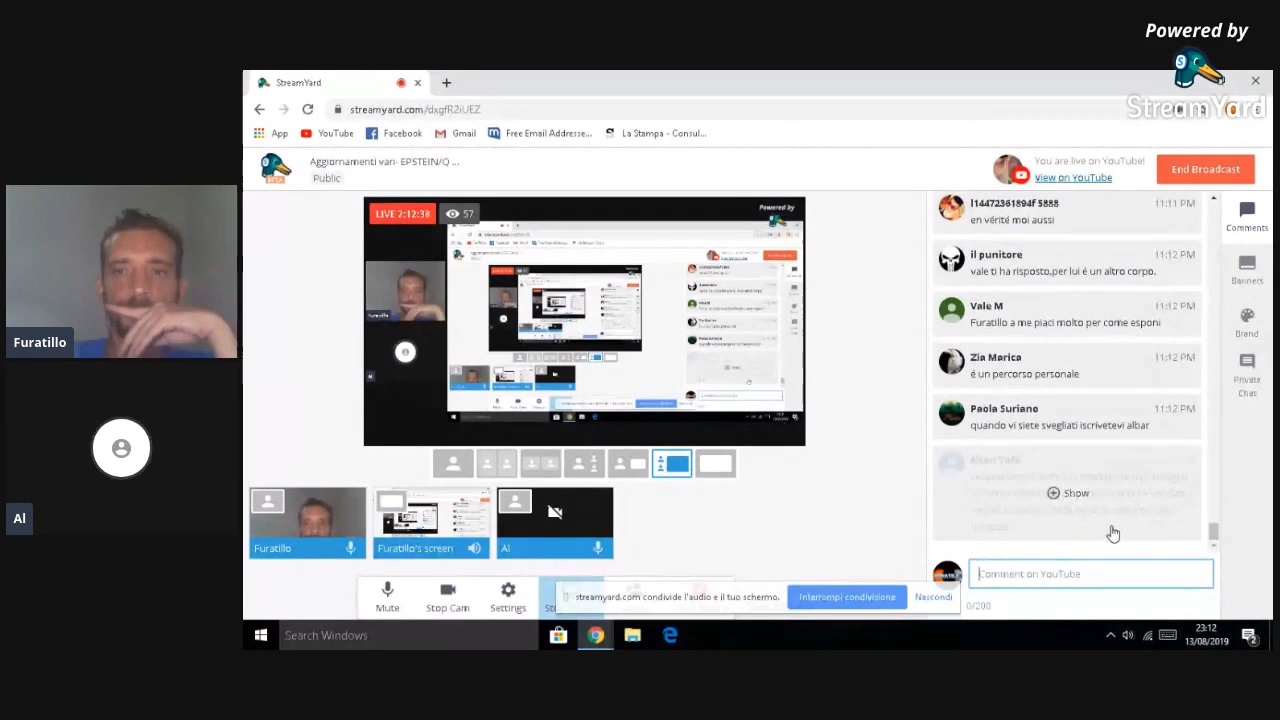 Powered by
StreamYard
StreamYard
streamyard.com/dxgfR2iUEZ
App
YouTube
Facebook
Gmail
Free Email Addresse...
La Stampa - Consul...
Aggiornamenti vari- EPSTEIN/Q ...
Public
BETA
You are live on YouTube!
View on YouTube
End Broadcast
LIVE 2:12:38
57
Powered by
Furatillo
Al
11:11 PM
en vérité moi aussi
il punitore 11:12 PM
vale ti ha risposto,per lui è un altro corpo.
Vale M 11:12 PM
Furatillo a me piaci molto per come esponi
Zia Marica 11:12 PM
è un percorso personale
Paola Suriano 11:12 PM
quando vi siete svegliati iscrivetevi albar
Show
Comments
Banners
Brand
Private
Chat
Furatillo
Furatillo's screen
Al
Comment on YouTube
0/200
Mute
Stop Cam
Settings
streamyard.com condivide l'audio e il tuo schermo.
Interrompi condivisione
Nascondi
Search Windows
23:12
13/08/2019
2